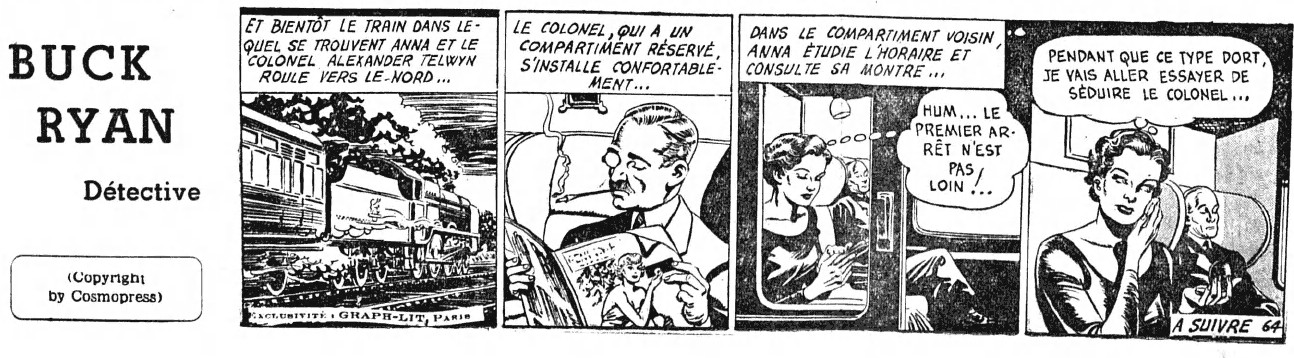 BUCK
RYAN
Détective
(Copyright
by Cosmopress)
ET BIENTÔT LE TRAIN DANS LE-
QUEL SE TROUVENT ANNA ET LE
COLONEL ALEXANDER TELWYN
ROULE VERS LE-NORD...
EXCLUSIVITÉ : GRAPH-LIT, PARIS
LE COLONEL, QUI A UN
COMPARTIMENT RÉSERVÉ,
S'INSTALLE CONFORTABLE-
MENT...
DANS LE COMPARTIMENT VOISIN,
ANNA ÉTUDIE L'HORAIRE ET
CONSULTE SA MONTRE...
HUM... LE
PREMIER AR-
RÊT N'EST
PAS
LOIN !...
PENDANT QUE CE TYPE DORT,
JE VAIS ALLER ESSAYER DE
SÉDUIRE LE COLONEL...
A SUIVRE 64